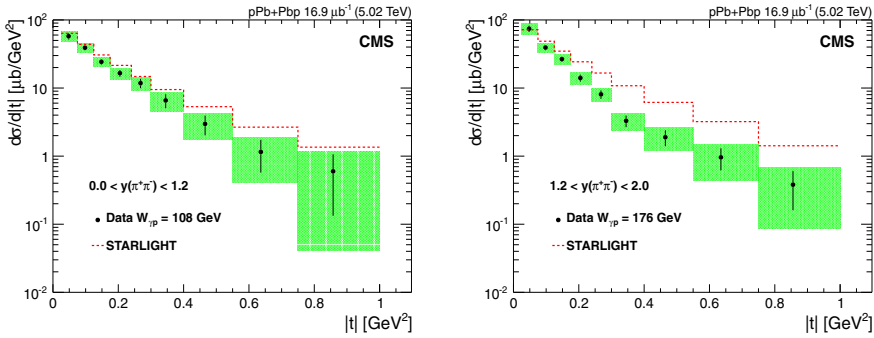 pPb+Pbp 16.9 μb⁻¹ (5.02 TeV)
CMS
dσ/d|t| [μb/GeV²]
10²
10
1
10⁻¹
10⁻²
0.0 < y(π⁺π⁻) < 1.2
Data W_γp = 108 GeV
STARLIGHT
0 0.2 0.4 0.6 0.8 1
|t| [GeV²]
pPb+Pbp 16.9 μb⁻¹ (5.02 TeV)
CMS
dσ/d|t| [μb/GeV²]
10²
10
1
10⁻¹
10⁻²
1.2 < y(π⁺π⁻) < 2.0
Data W_γp = 176 GeV
STARLIGHT
0 0.2 0.4 0.6 0.8 1
|t| [GeV²]